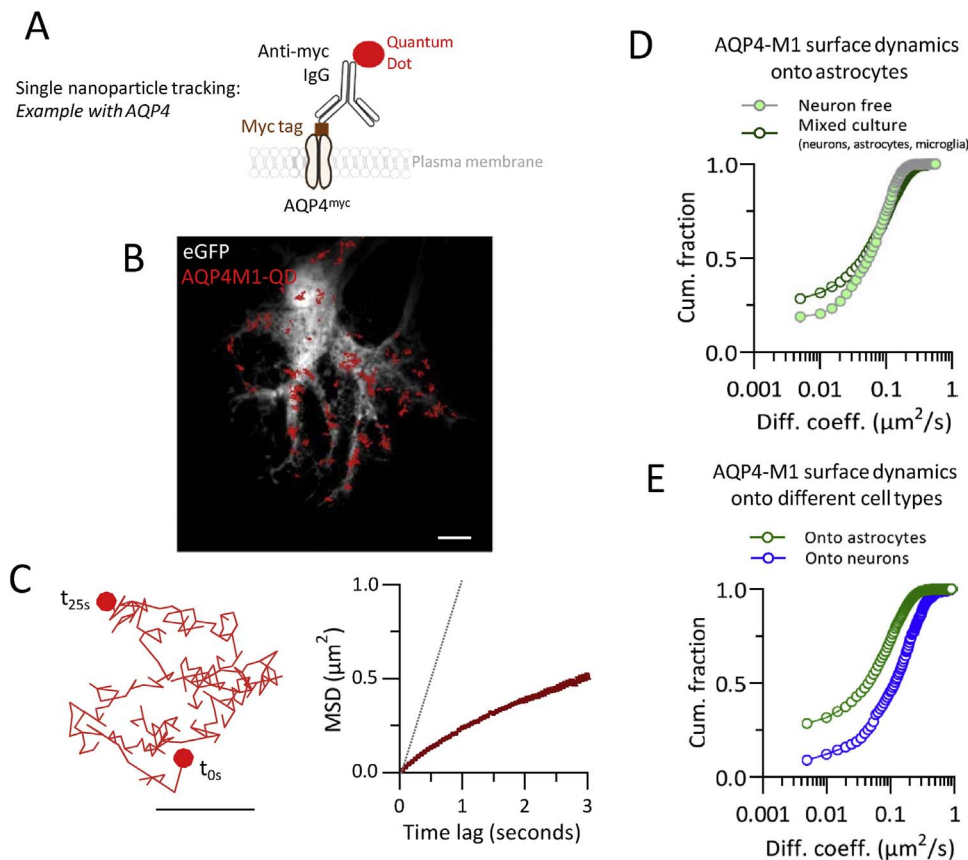 A
Single nanoparticle tracking:
Example with AQP4
Anti-myc
IgG
Quantum
Dot
Myc tag
Plasma membrane
AQP4myc
B
eGFP
AQP4M1-QD
C
t25s
t0s
MSD (µm2)
1.0
0.5
0.0
0
1
2
3
Time lag (seconds)
D
AQP4-M1 surface dynamics
onto astrocytes
Neuron free
Mixed culture
(neurons, astrocytes, microglia)
Cum. fraction
1.0
0.5
0.0
0.001
0.01
0.1
1
Diff. coeff. (µm2/s)
E
AQP4-M1 surface dynamics
onto different cell types
Onto astrocytes
Onto neurons
Cum. fraction
1.0
0.5
0.0
0.001
0.01
0.1
1
Diff. coeff. (µm2/s)